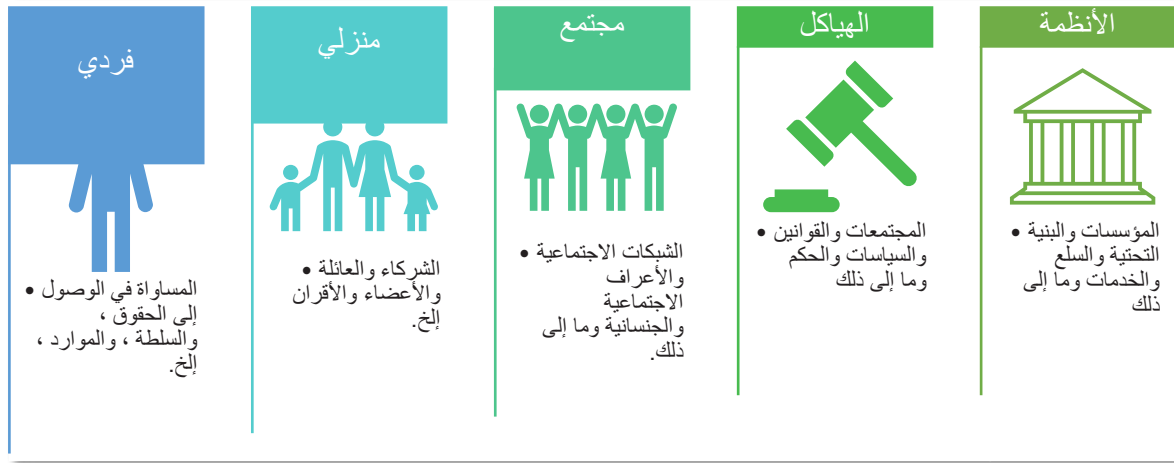 الأنظمة
المؤسسات والبنية •
التحتية والسلع
والخدمات وما إلى
ذلك
الهياكل
المجتمعات والقوانين •
والسياسات والحكم
وما إلى ذلك
مجتمع
الشبكات الاجتماعية •
والأعراف
الاجتماعية
والجنسانية وما إلى
ذلك.
منزلي
الشركاء والعائلة •
والأعضاء والأقران
إلخ.
فردي
المساواة في الوصول •
إلى الحقوق ،
والسلطة ، والموارد ،
إلخ.